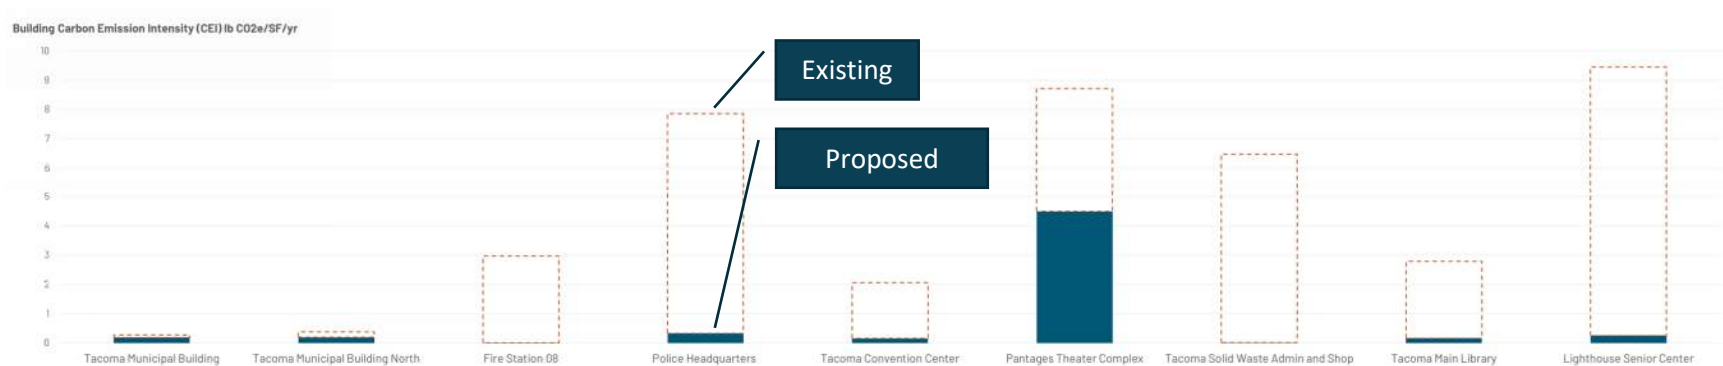 Building Carbon Emission Intensity (CEI) lb CO2e/SF/yr
10
9
8
7
6
5
4
3
2
1
0
Existing
Proposed
Tacoma Municipal Building
Tacoma Municipal Building North
Fire Station 08
Police Headquarters
Tacoma Convention Center
Pantages Theater Complex
Tacoma Solid Waste Admin and Shop
Tacoma Main Library
Lighthouse Senior Center